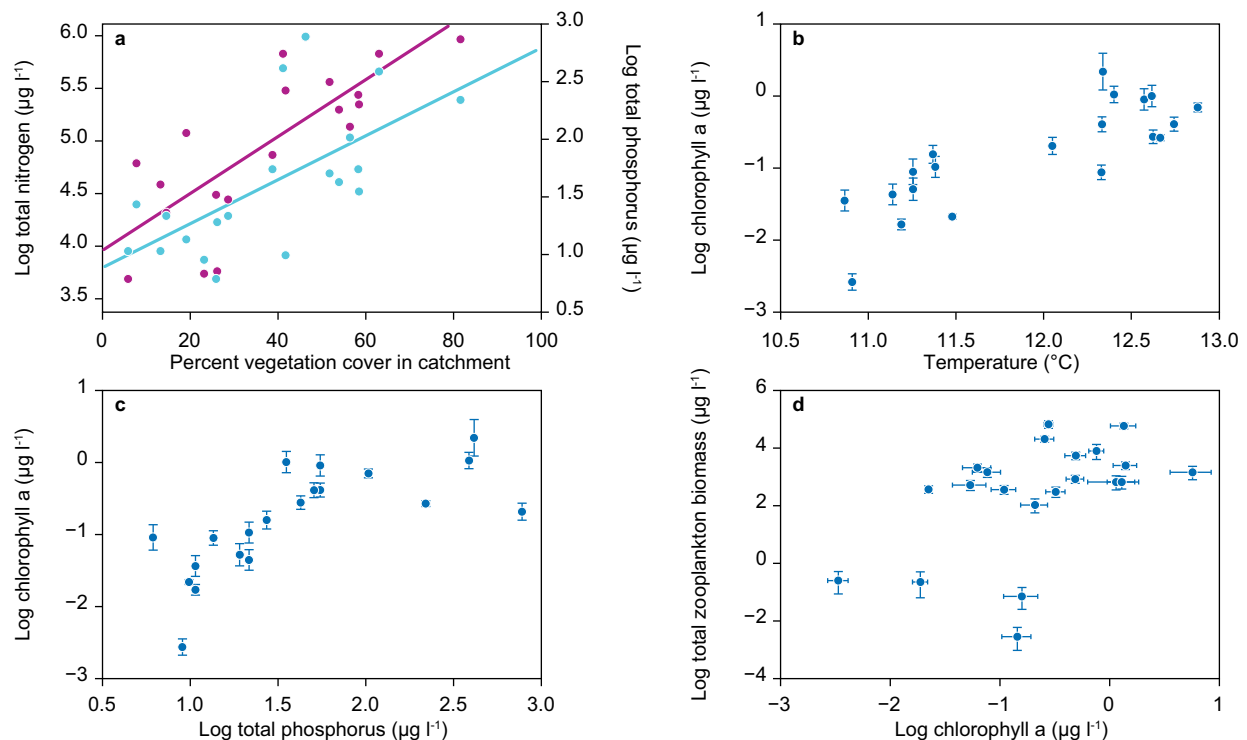 a
6.0
5.5
5.0
4.5
4.0
3.5
Log total nitrogen (µg l-1)
3.0
2.5
2.0
1.5
1.0
0.5
Log total phosphorus
(µg l-1)
0 20 40 60 80 100
Percent vegetation cover in catchment
b
1
0
−1
−2
−3
Log chlorophyll a (µg l-1)
10.5 11.0 11.5 12.0 12.5 13.0
Temperature (°C)
c
1
0
−1
−2
−3
Log chlorophyll a (µg l-1)
0.5 1.0 1.5 2.0 2.5 3.0
Log total phosphorus (µg l-1)
d
6
4
2
0
−2
−4
Log total zooplankton biomass (µg l-1)
−3 −2 −1 0 1
Log chlorophyll a (µg l-1)